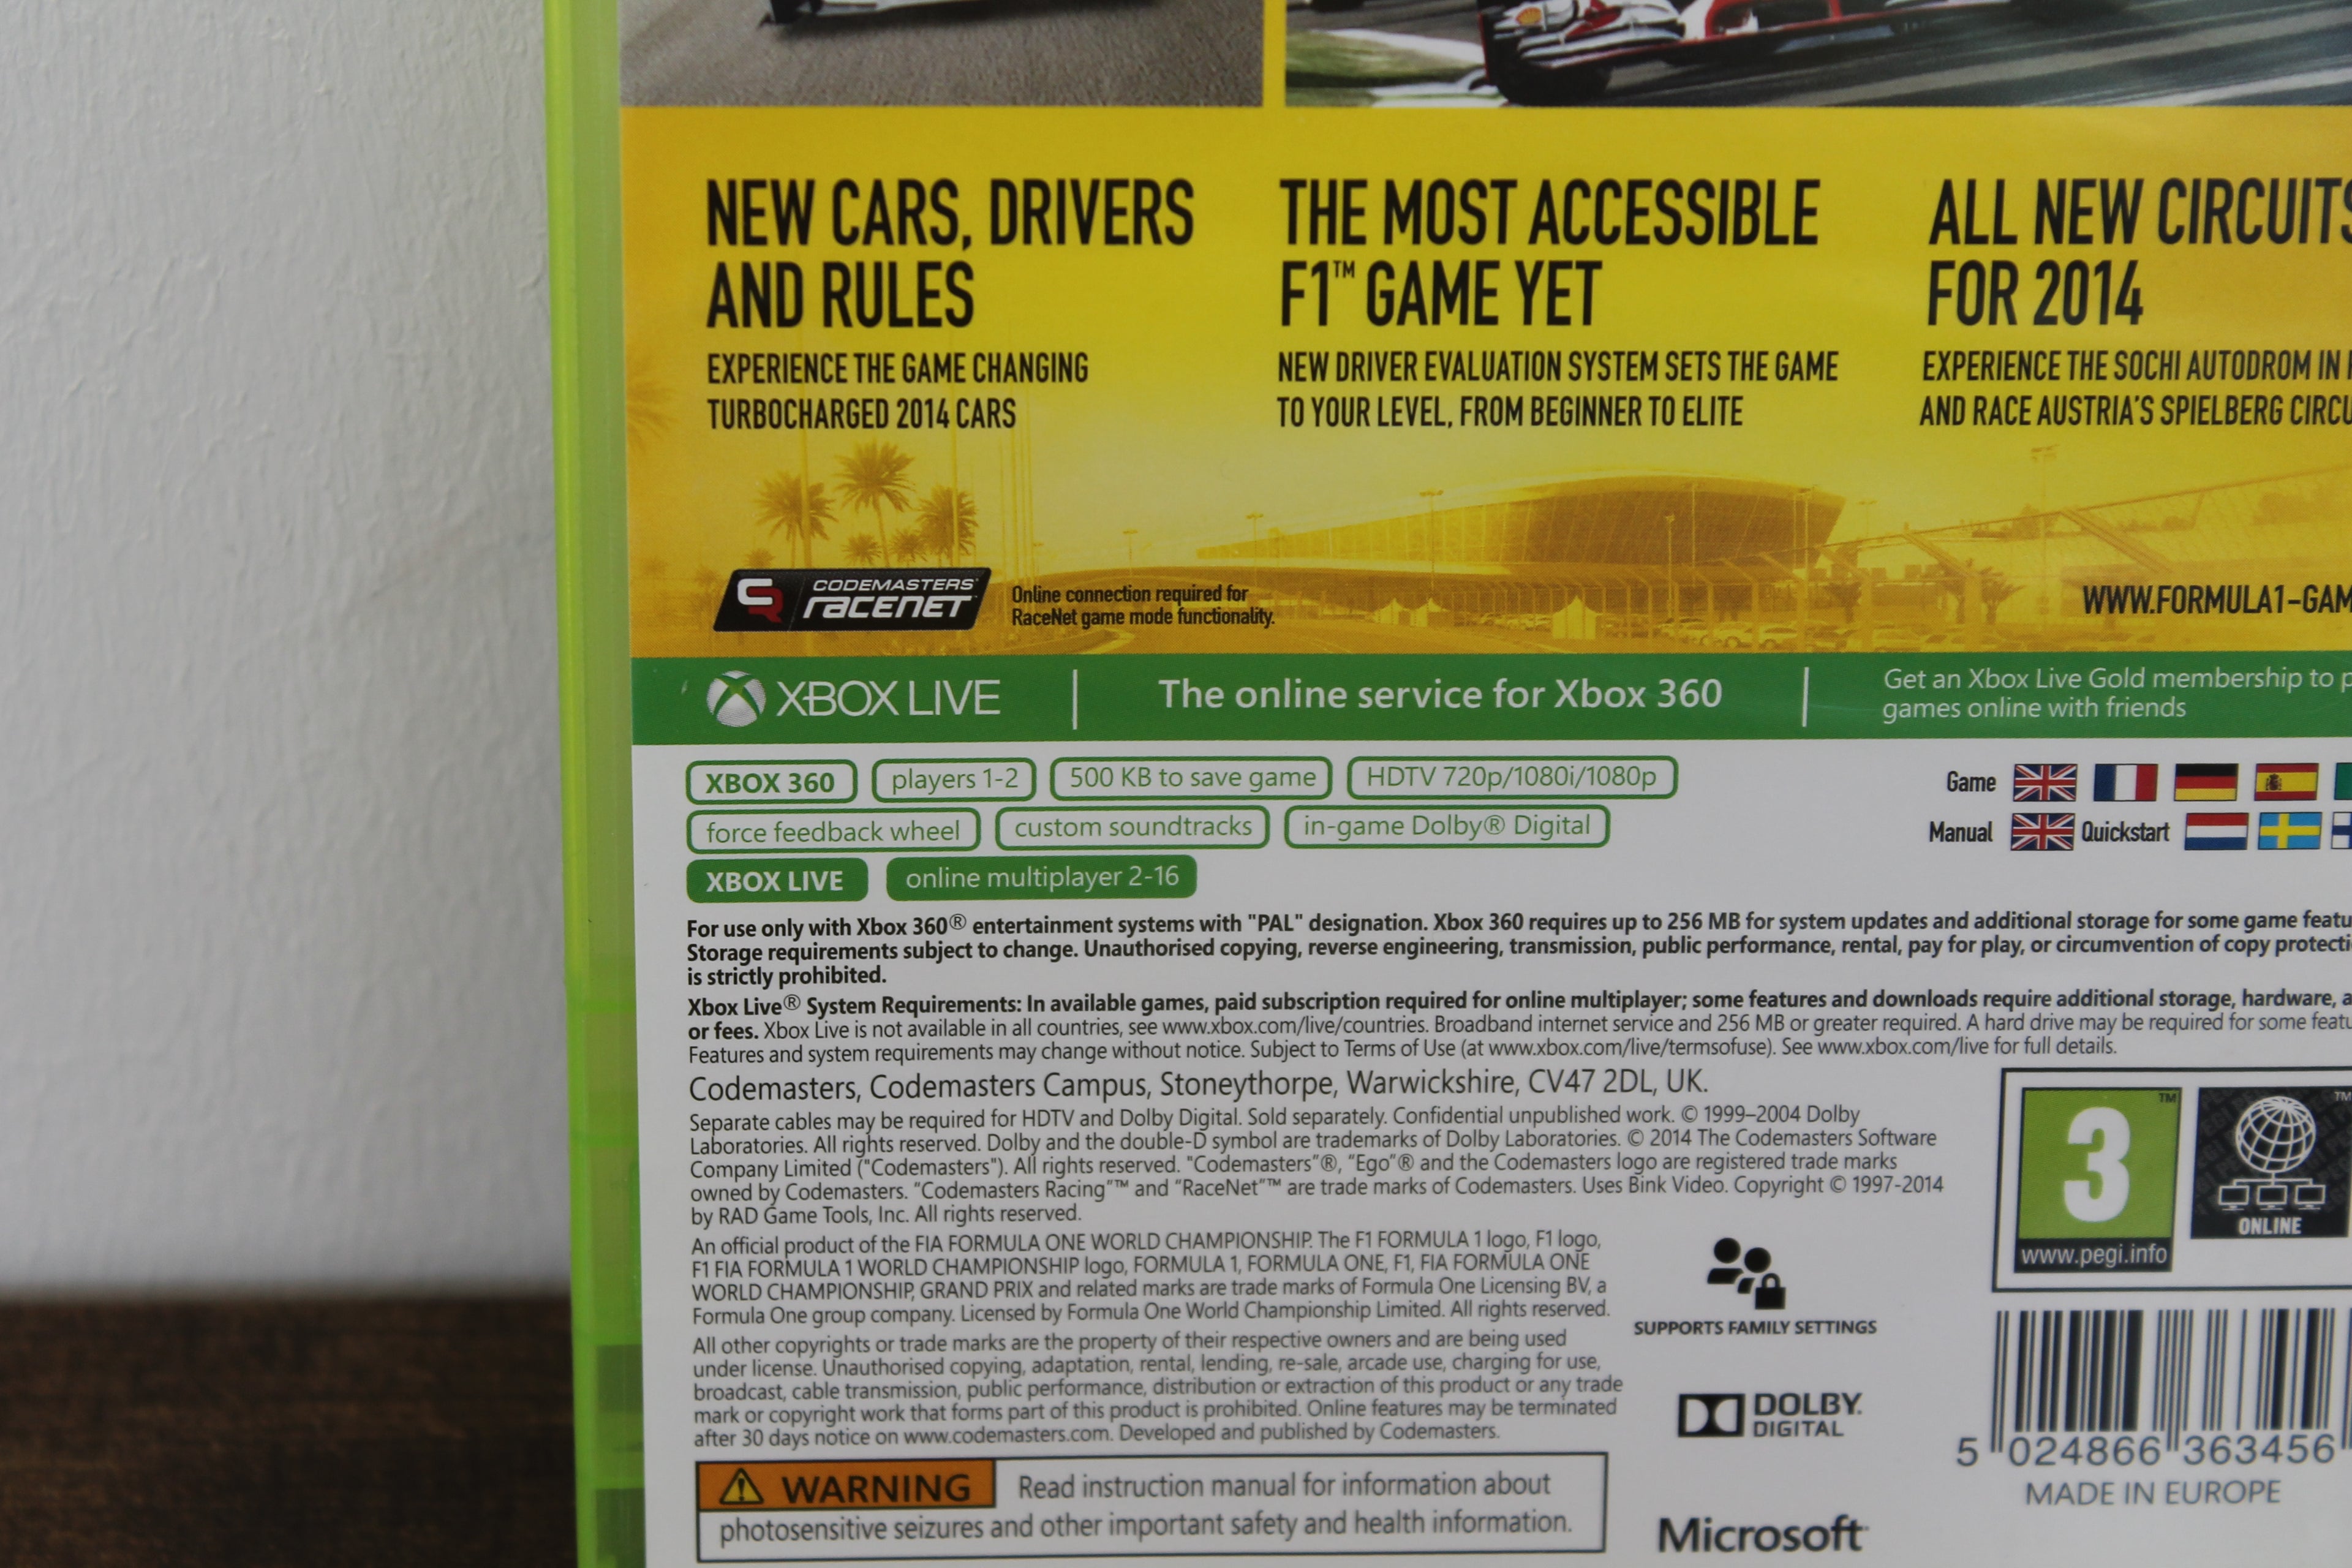 NEW CARS, DRIVERS
AND RULES
EXPERIENCE THE GAME CHANGING
TURBOCHARGED 2014 CARS
THE MOST ACCESSIBLE
F1™ GAME YET
NEW DRIVER EVALUATION SYSTEM SETS THE GAME
TO YOUR LEVEL, FROM BEGINNER TO ELITE
ALL NEW CIRCUITS
FOR 2014
EXPERIENCE THE SOCHI AUTODROM IN
AND RACE AUSTRIA'S SPIELBERG
CODEMASTERS
RACENET
Online connection required for
RaceNet game mode functionality.
WWW.FORMULA1-GAM
XBOX LIVE
The online service for Xbox 360
Get an Xbox Live Gold membership to
games online with friends
XBOX 360 players 1-2 500 KB to save game HDTV 720p/1080i/1080p
force feedback wheel custom soundtracks in-game Dolby® Digital
XBOX LIVE online multiplayer 2-16
Game
Manual Quickstart
For use only with Xbox 360® entertainment systems with "PAL" designation. Xbox 360 requires up to 256 MB for system updates and additional storage for some game
Storage requirements subject to change. Unauthorised copying, reverse engineering, transmission, public performance, rental, pay for play, or circumvention of copy
is strictly prohibited.
Xbox Live® System Requirements: In available games, paid subscription required for online multiplayer; some features and downloads require additional storage, hardware,
or fees. Xbox Live is not available in all countries, see www.xbox.com/live/countries. Broadband internet service and 256 MB or greater required. A hard drive may be required for some
Features and system requirements may change without notice. Subject to Terms of Use (at www.xbox.com/live/termsofuse). See www.xbox.com/live for full details.
Codemasters, Codemasters Campus, Stoneythorpe, Warwickshire, CV47 2DL, UK.
Separate cables may be required for HDTV and Dolby Digital. Sold separately. Confidential unpublished work. © 1999–2004 Dolby
Laboratories. All rights reserved. Dolby and the double-D symbol are trademarks of Dolby Laboratories. © 2014 The Codemasters Software
Company Limited ("Codemasters"). All rights reserved. "Codemasters"®, "Ego"® and the Codemasters logo are registered trade marks
owned by Codemasters. "Codemasters Racing"™ and "RaceNet"™ are trade marks of Codemasters. Uses Bink Video. Copyright © 1997-2014
by RAD Game Tools, Inc. All rights reserved.
An official product of the FIA FORMULA ONE WORLD CHAMPIONSHIP. The F1 FORMULA 1 logo, F1 logo,
F1 FIA FORMULA 1 WORLD CHAMPIONSHIP logo, FORMULA 1, FORMULA ONE, F1, FIA FORMULA ONE
WORLD CHAMPIONSHIP, GRAND PRIX and related marks are trade marks of Formula One Licensing BV, a
Formula One group company. Licensed by Formula One World Championship Limited. All rights reserved.
All other copyrights or trade marks are the property of their respective owners and are being used
under license. Unauthorised copying, adaptation, rental, lending, re-sale, arcade use, charging for use,
broadcast, cable transmission, public performance, distribution or extraction of this product or any trade
mark or copyright work that forms part of this product is prohibited. Online features may be terminated
after 30 days notice on www.codemasters.com. Developed and published by Codemasters.
WARNING Read instruction manual for information about
photosensitive seizures and other important safety and health information.
SUPPORTS FAMILY SETTINGS
DOLBY
DIGITAL
Microsoft
3 ™
www.pegi.info
ONLINE
5 024866 363456
MADE IN EUROPE